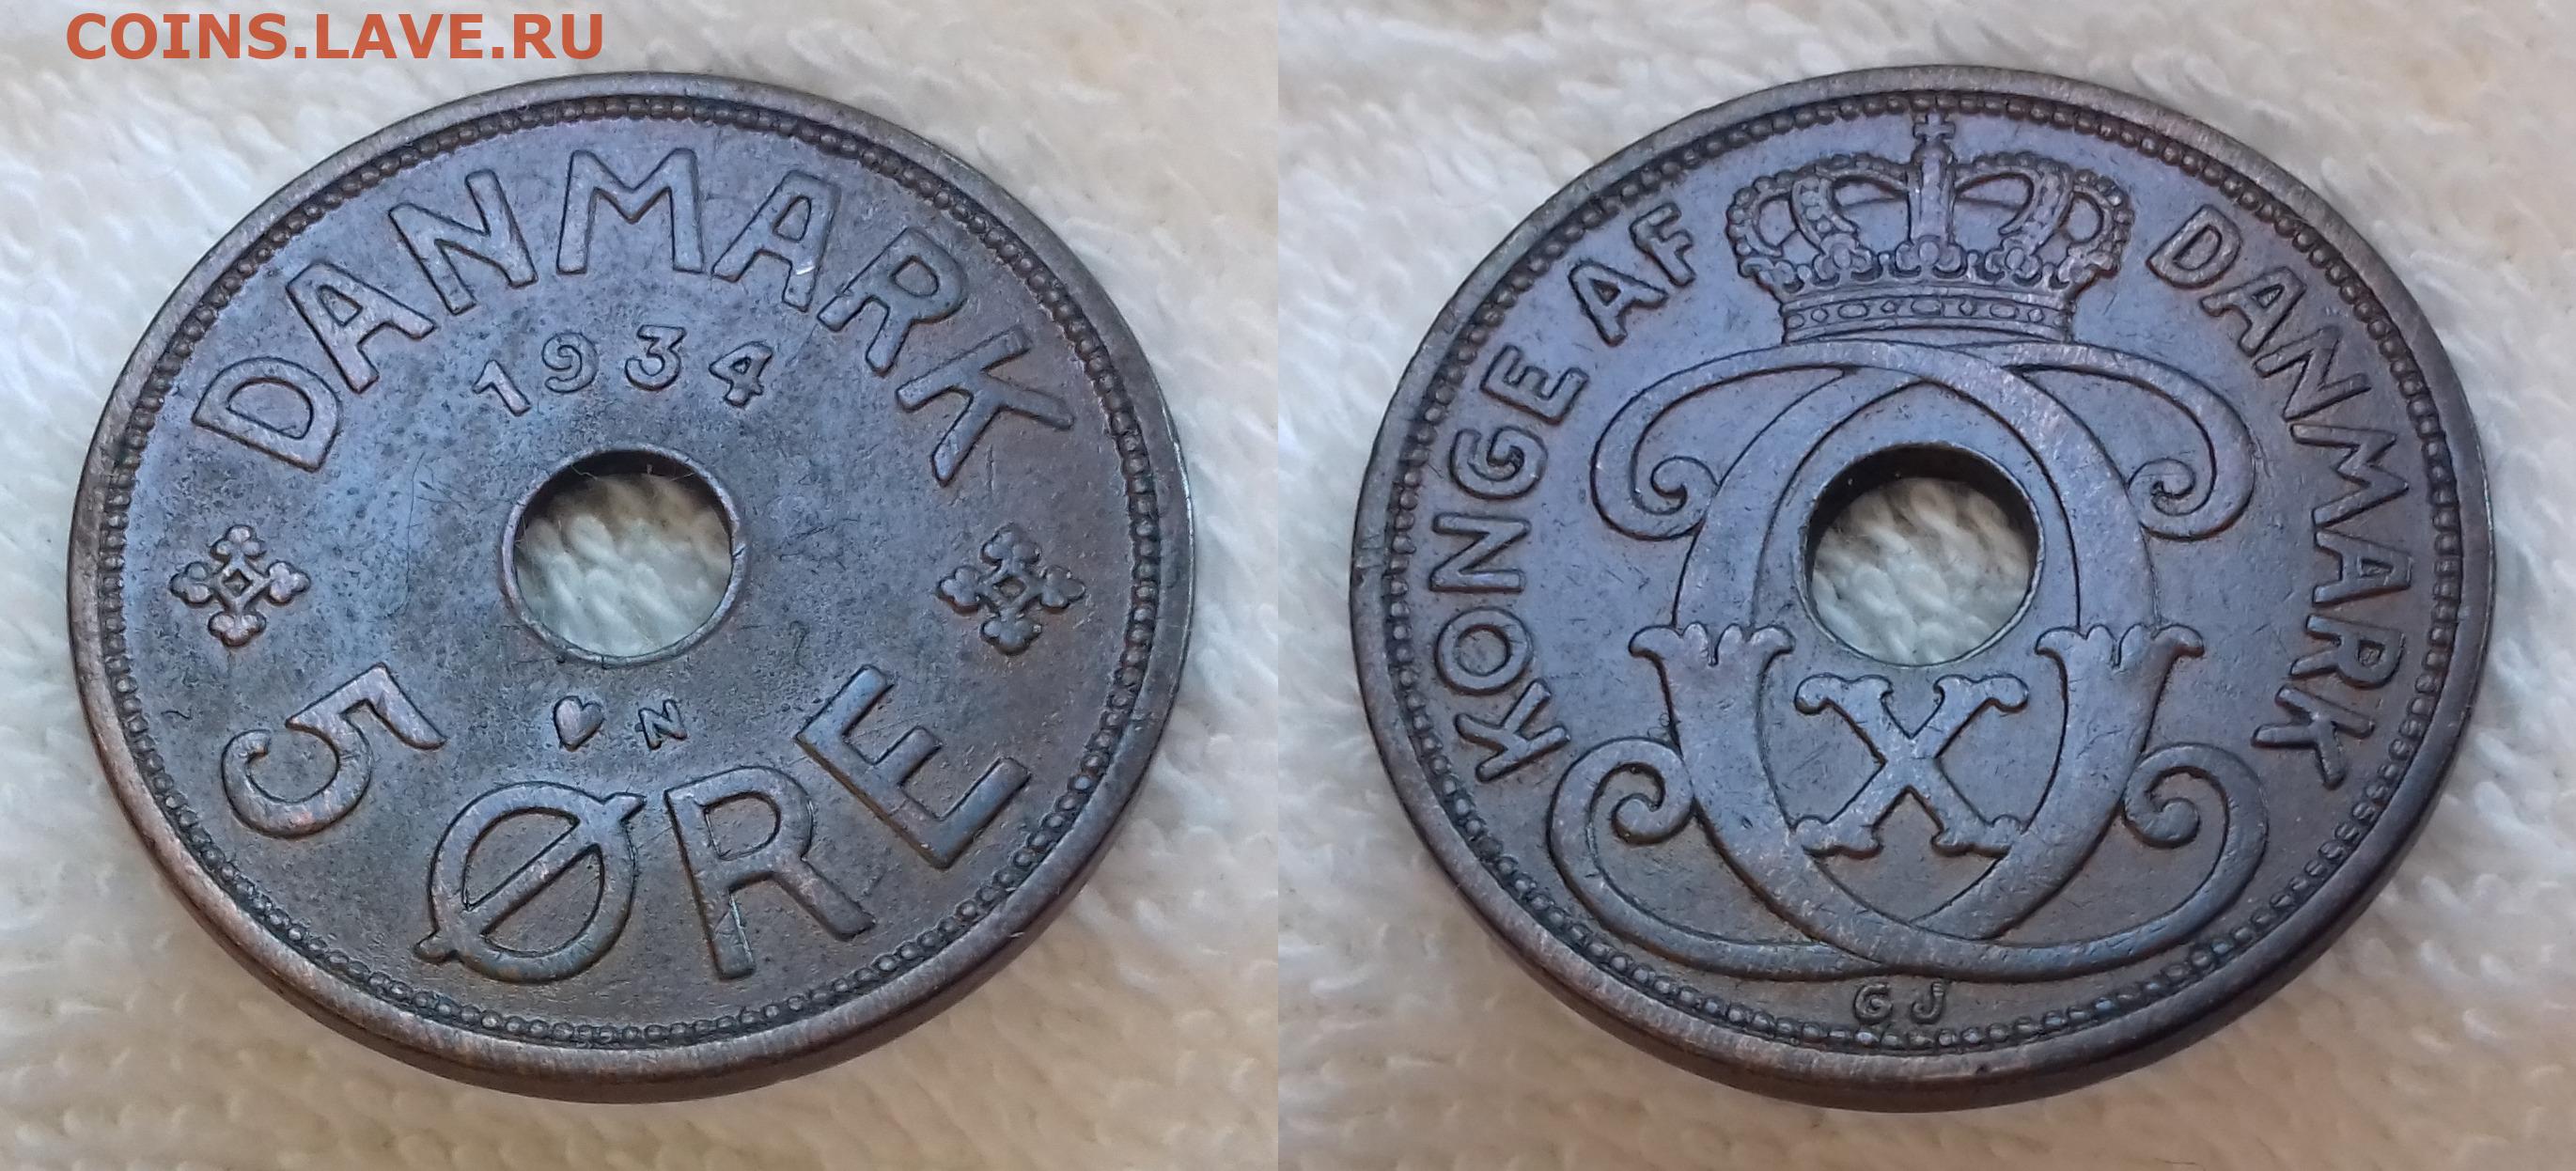 COINS.LAVE.RU
DANMARK
1934
N
5 ØRE
KONGE AF DANMARK
X
GJ